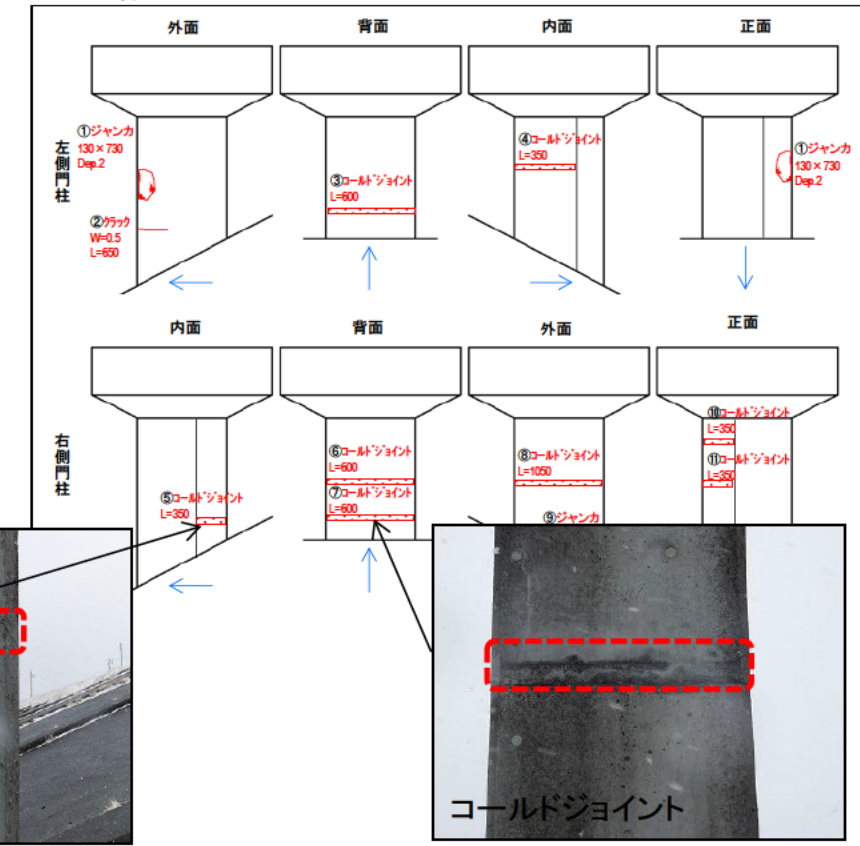 外面
背面
内面
正面
左側門柱
①ジャンカ
130×730
Dep.2
②クラック
W=0.5
L=650
③コールドジョイント
L=600
④コールドジョイント
L=350
①ジャンカ
130×730
Dep.2
内面
背面
外面
正面
右側門柱
⑤コールドジョイント
L=350
⑥コールドジョイント
L=600
⑦コールドジョイント
L=600
⑧コールドジョイント
L=1050
⑨ジャンカ
⑩コールドジョイント
L=350
⑪コールドジョイント
L=350
コールドジョイント